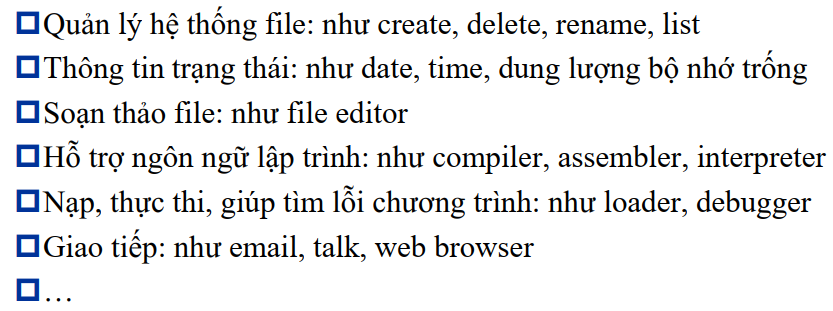 Quản lý hệ thống file: như create, delete, rename, list
Thông tin trạng thái: như date, time, dung lượng bộ nhớ trống
Soạn thảo file: như file editor
Hỗ trợ ngôn ngữ lập trình: như compiler, assembler, interpreter
Nạp, thực thi, giúp tìm lỗi chương trình: như loader, debugger
Giao tiếp: như email, talk, web browser
…